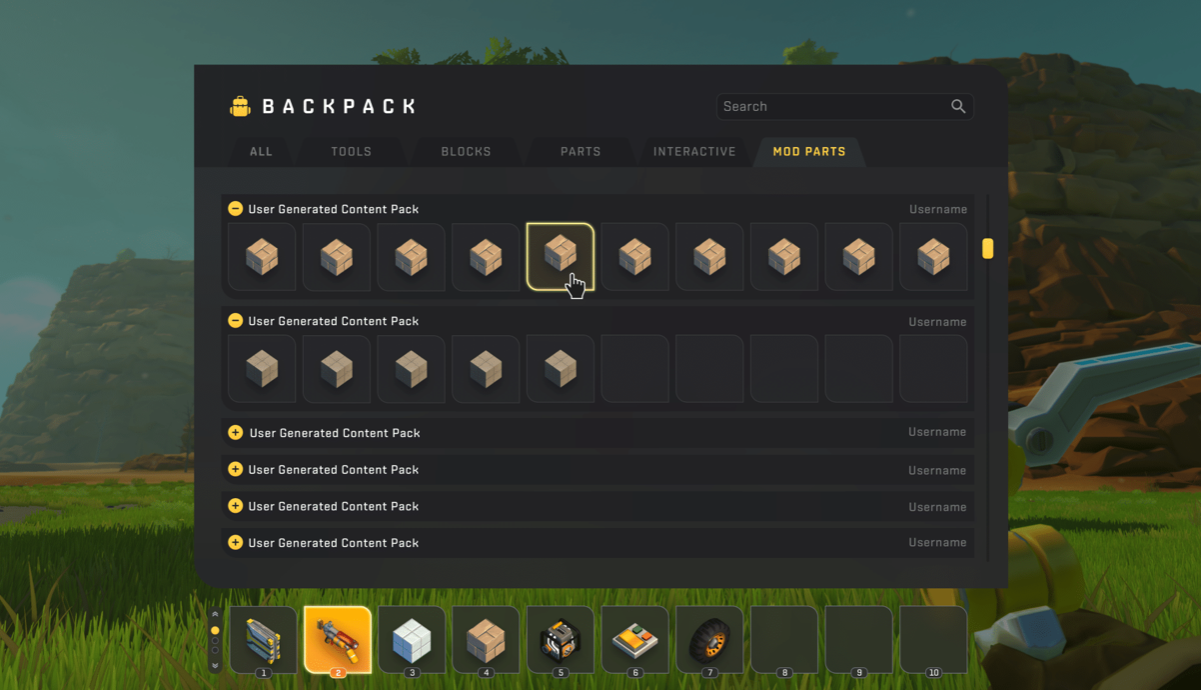 BACKPACK
Search
ALL TOOLS BLOCKS PARTS INTERACTIVE MOD PARTS
User Generated Content Pack Username
User Generated Content Pack Username
User Generated Content Pack Username
User Generated Content Pack Username
User Generated Content Pack Username
User Generated Content Pack Username
1 2 3 4 5 6 7 8 9 10